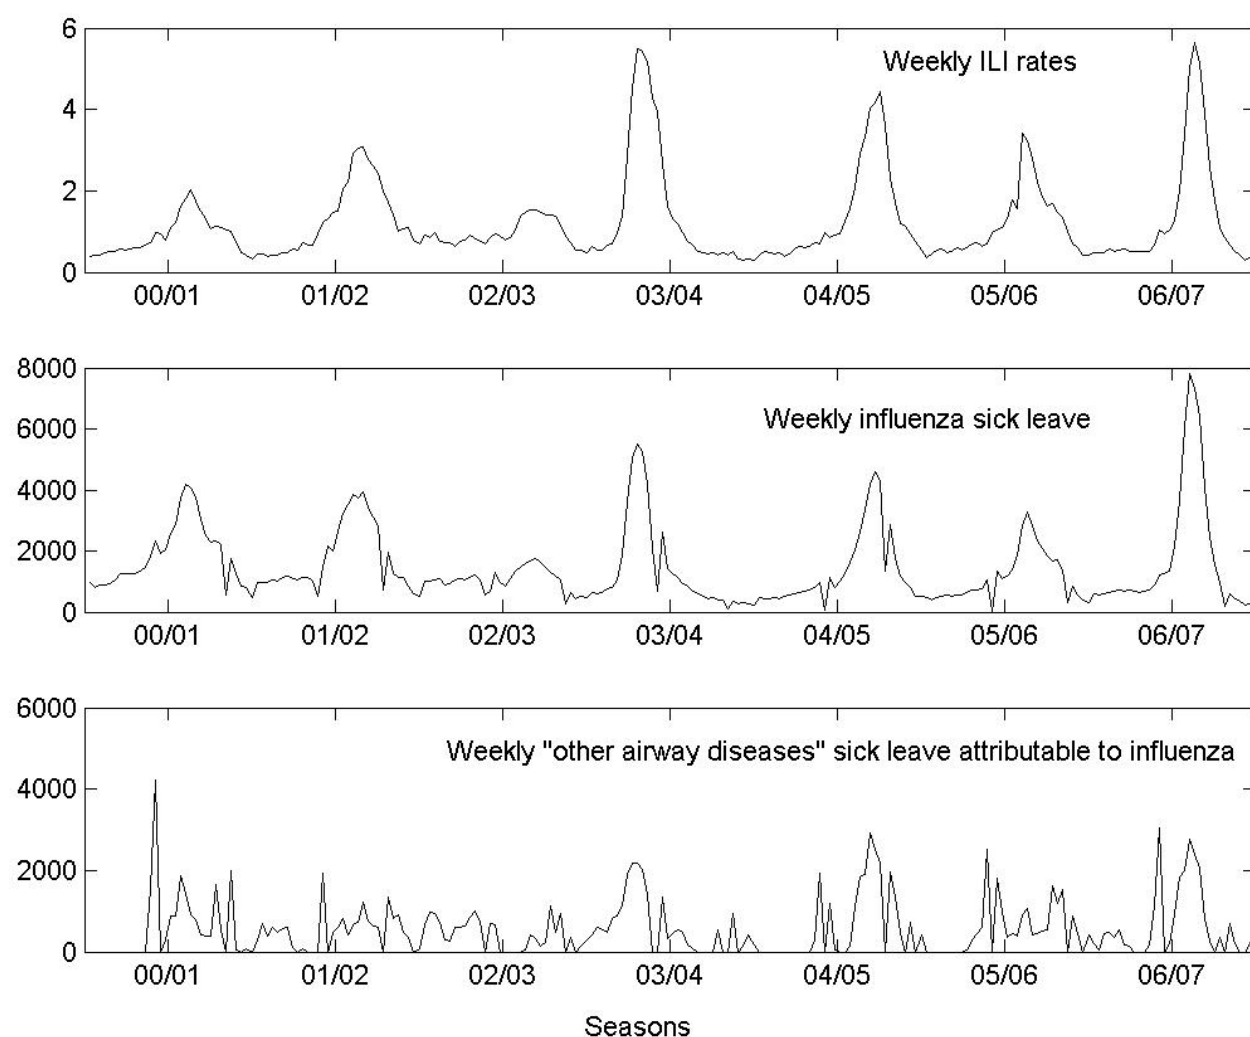 6
Weekly ILI rates
4
2
0
00/01 01/02 02/03 03/04 04/05 05/06 06/07
8000
6000
Weekly influenza sick leave
4000
2000
0
00/01 01/02 02/03 03/04 04/05 05/06 06/07
6000
Weekly "other airway diseases" sick leave attributable to influenza
4000
2000
0
00/01 01/02 02/03 03/04 04/05 05/06 06/07
Seasons